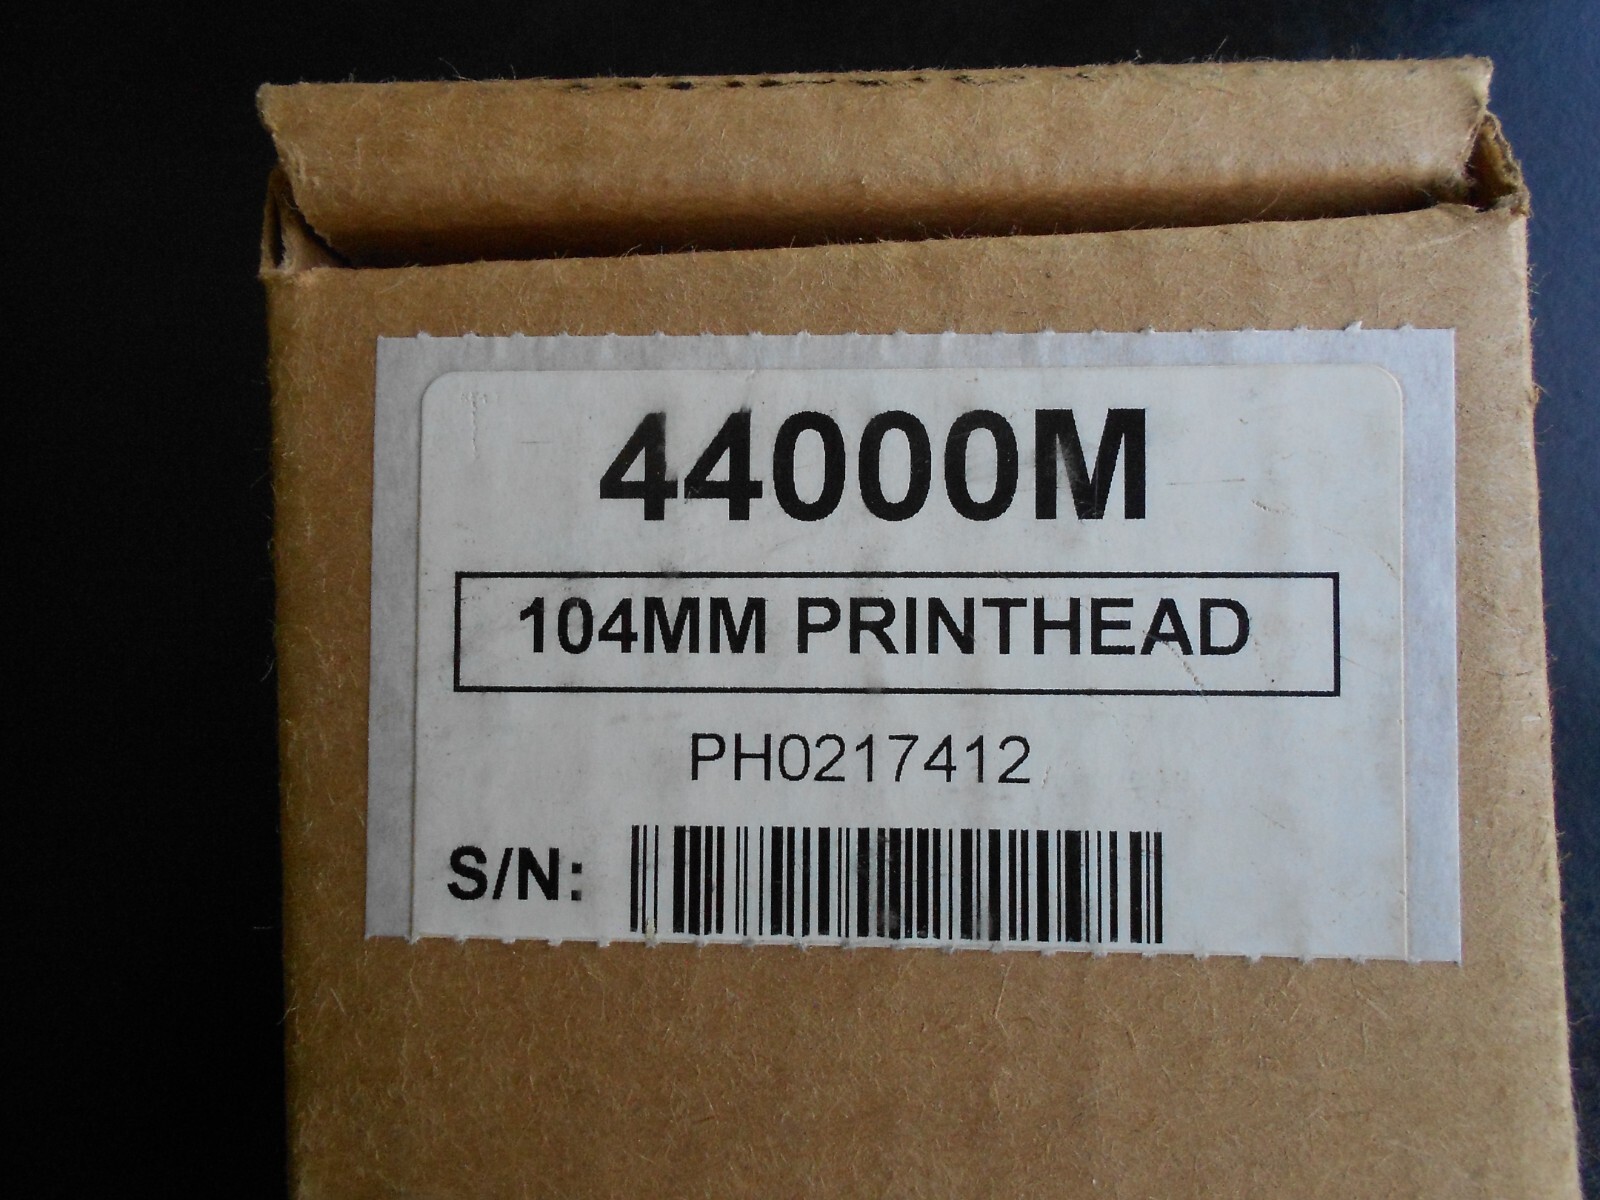 44000M
104MM PRINTHEAD
PH0217412
S/N: